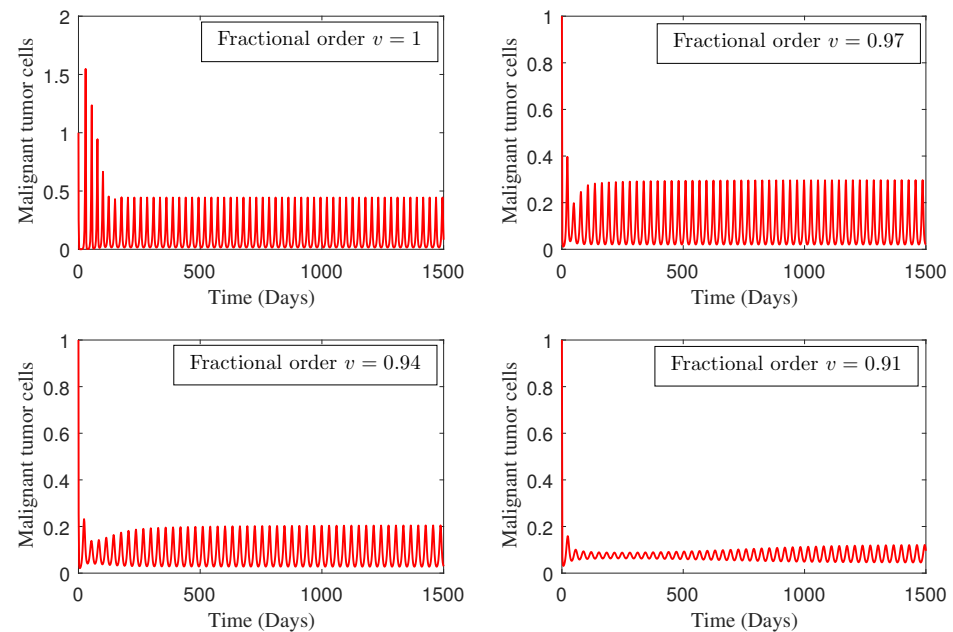 Fractional order v = 1
Malignant tumor cells
2
1.5
1
0.5
0
0 500 1000 1500
Time (Days)
Fractional order v = 0.97
Malignant tumor cells
1
0.8
0.6
0.4
0.2
0
0 500 1000 1500
Time (Days)
Fractional order v = 0.94
Malignant tumor cells
1
0.8
0.6
0.4
0.2
0
0 500 1000 1500
Time (Days)
Fractional order v = 0.91
Malignant tumor cells
1
0.8
0.6
0.4
0.2
0
0 500 1000 1500
Time (Days)